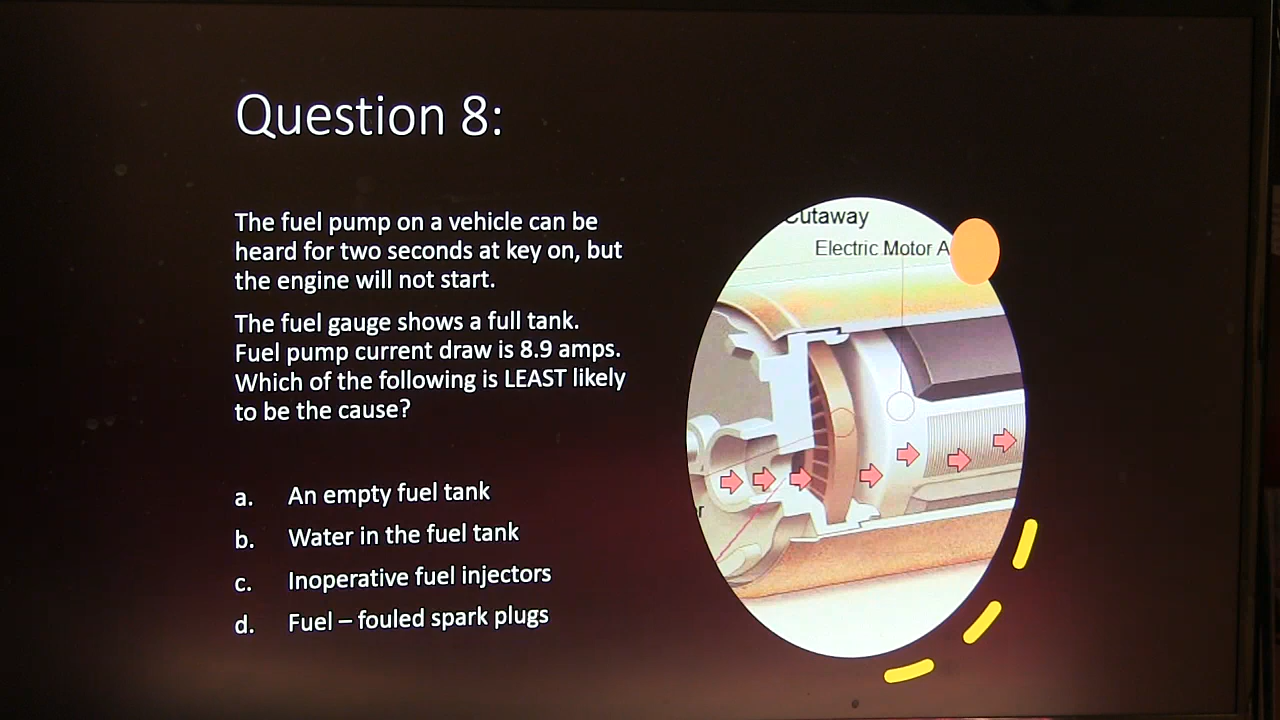 Question 8:
The fuel pump on a vehicle can be
heard for two seconds at key on, but
the engine will not start.
The fuel gauge shows a full tank.
Fuel pump current draw is 8.9 amps.
Which of the following is LEAST likely
to be the cause?
a. An empty fuel tank
b. Water in the fuel tank
c. Inoperative fuel injectors
d. Fuel – fouled spark plugs
Cutaway
Electric Motor A
r